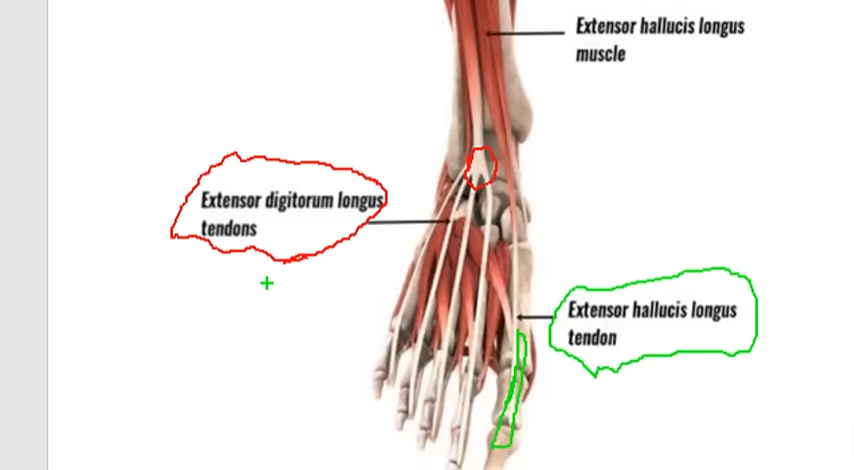 Extensor hallucis longus
muscle
Extensor digitorum longus
tendons
Extensor hallucis longus
tendon